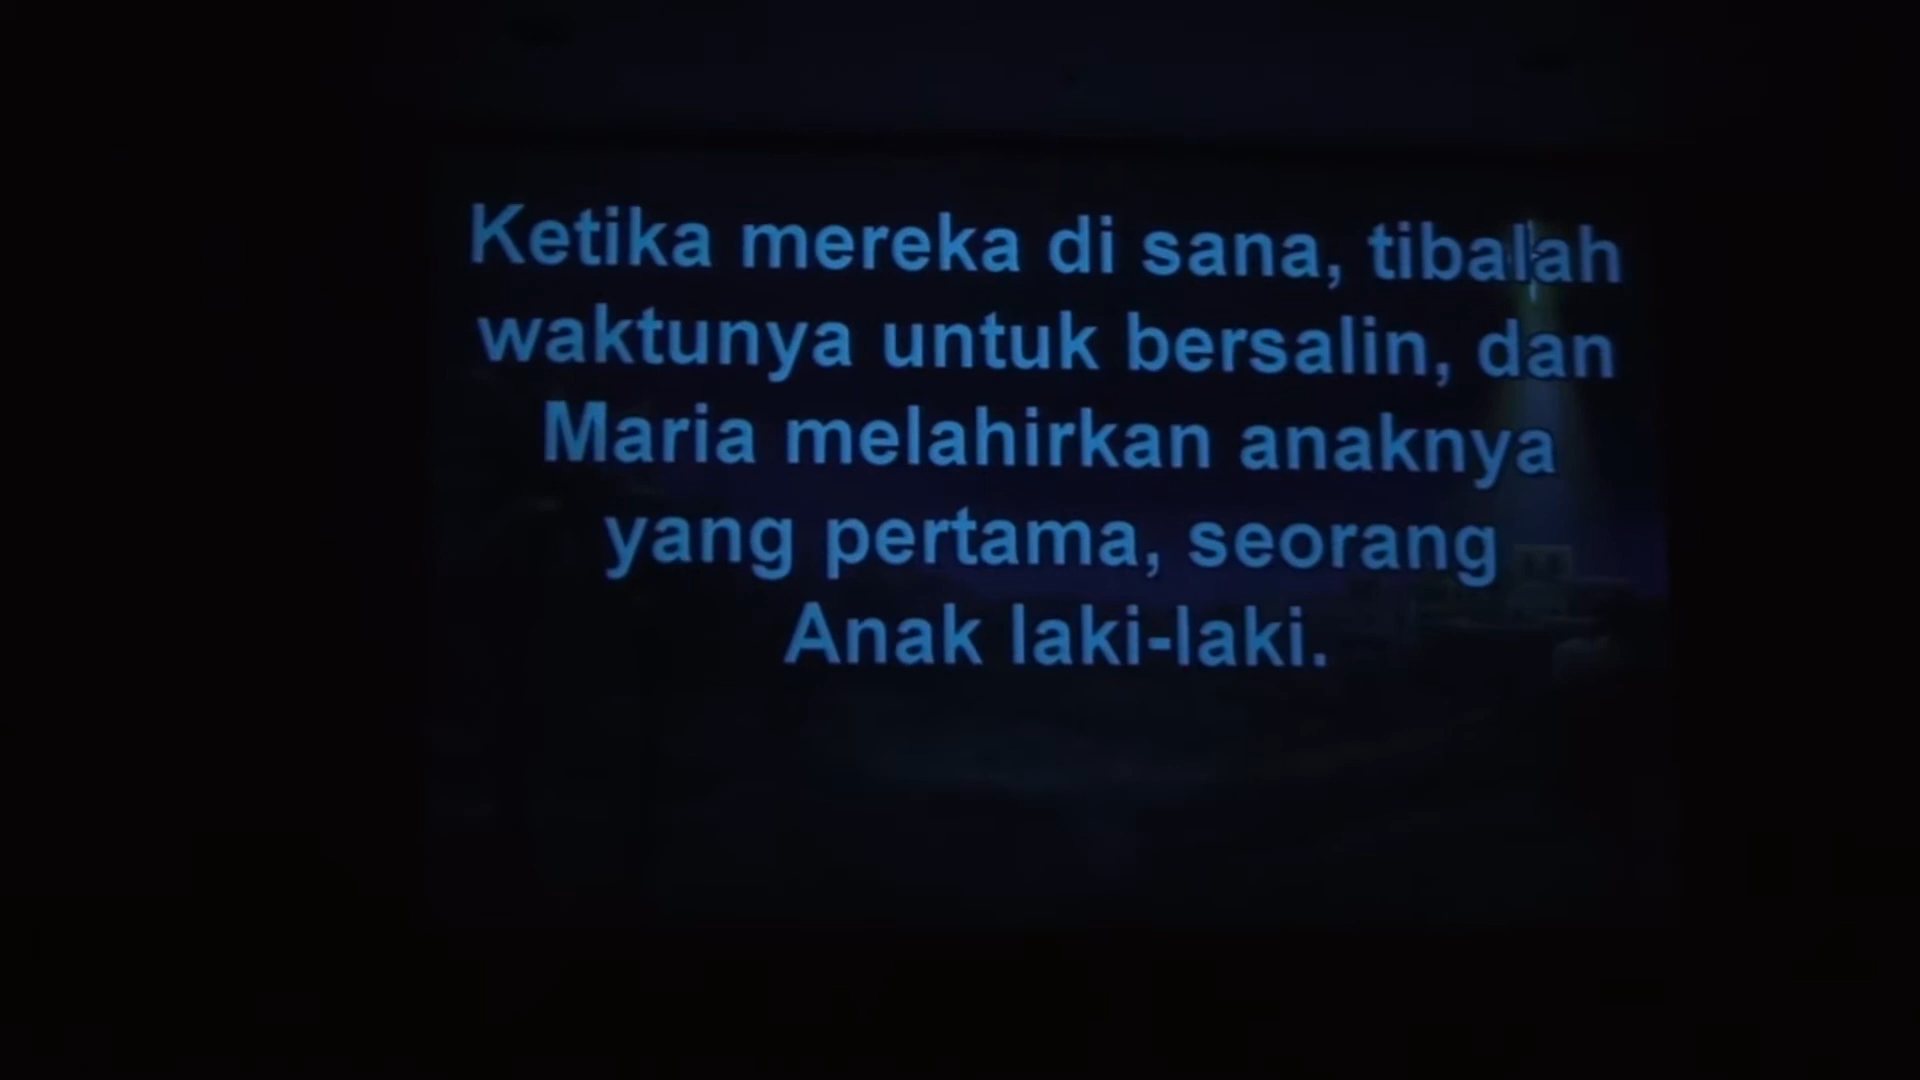 Ketika mereka di sana, tibalah
waktunya untuk bersalin, dan
Maria melahirkan anaknya
yang pertama, seorang
Anak laki-laki.